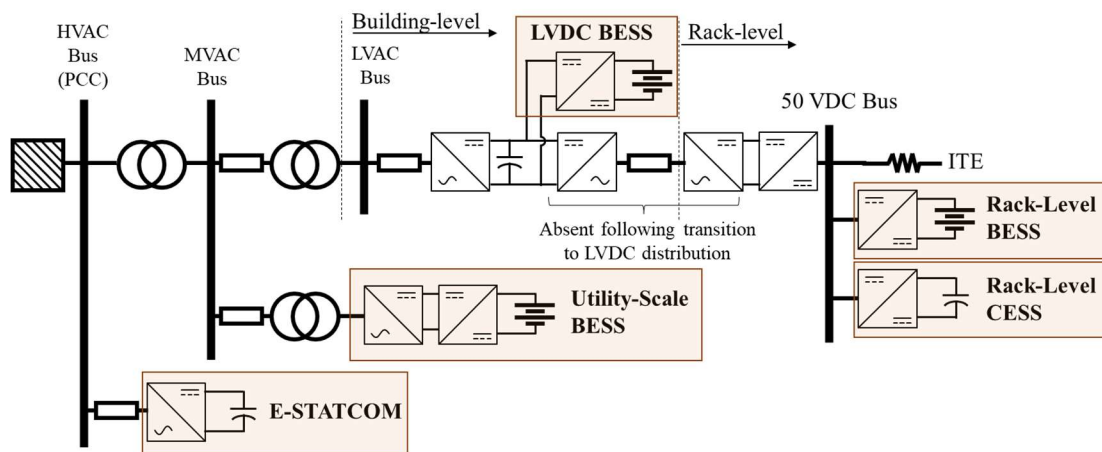 HVAC
Bus
(PCC)
MVAC
Bus
Building-level
LVAC
Bus
LVDC BESS
Rack-level
50 VDC Bus
ITE
Absent following transition
to LVDC distribution
Rack-Level
BESS
Rack-Level
CESS
Utility-Scale
BESS
E-STATCOM